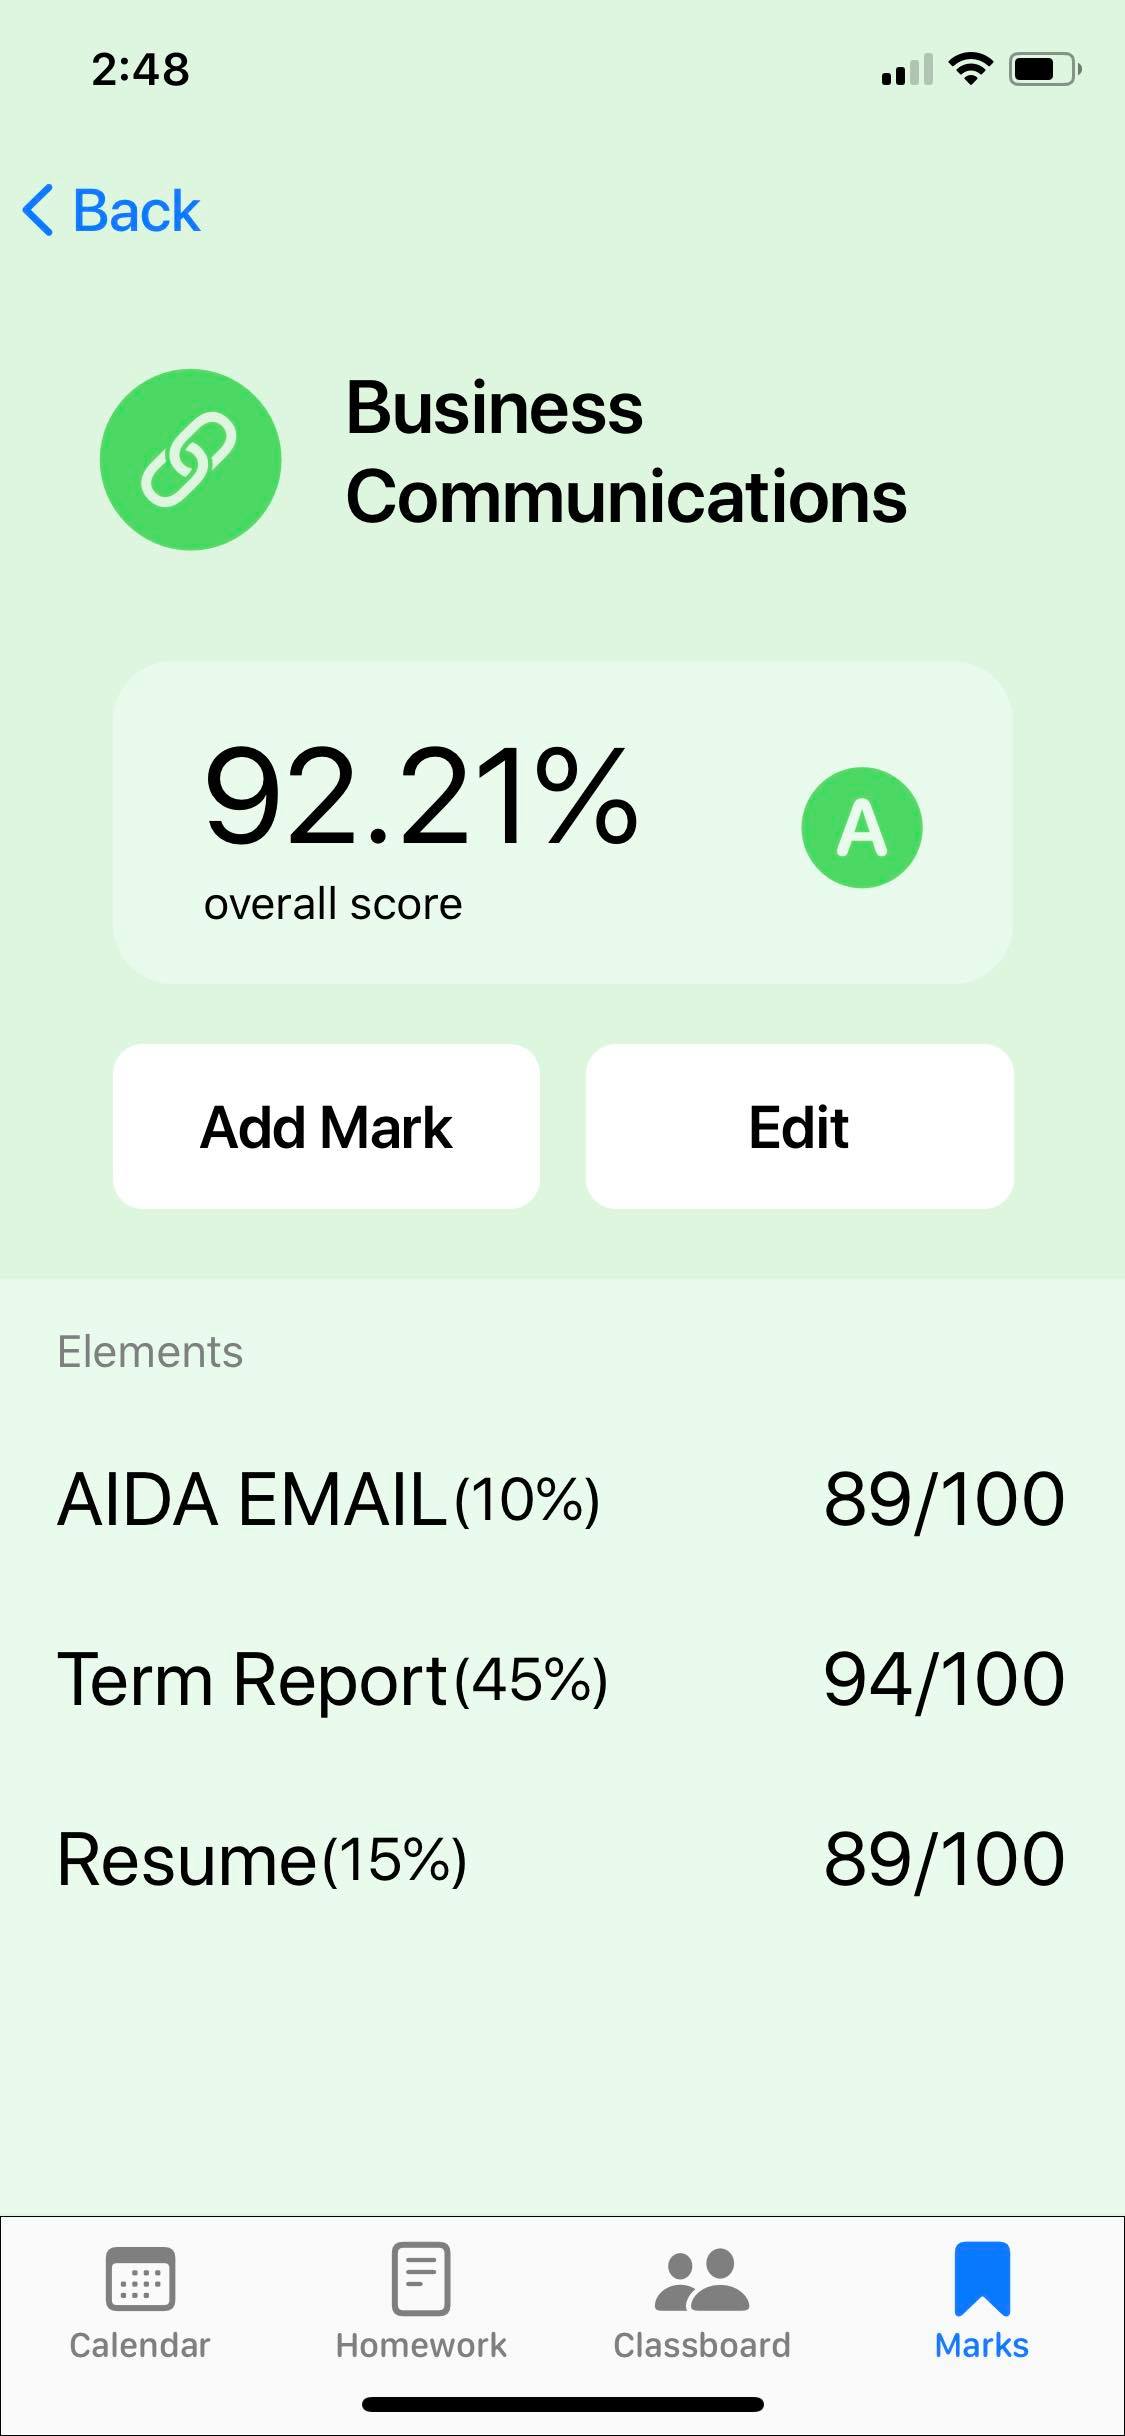 2:48
Back
Business
Communications
92.21%
A
overall score
Add Mark
Edit
Elements
AIDA EMAIL(10%)
89/100
Term Report(45%)
94/100
Resume(15%)
89/100
Calendar
Homework
Classboard
Marks